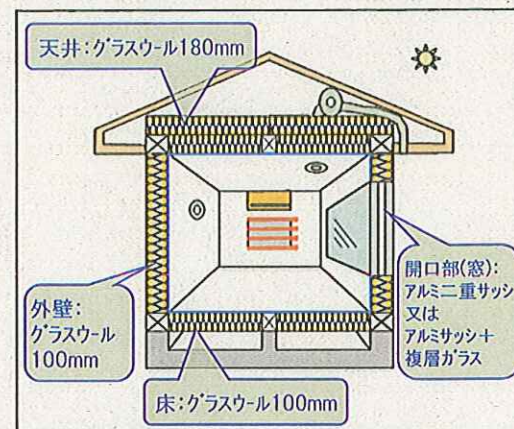 天井：グラスウール180mm
外壁：
グラスウール
100mm
開口部(窓)：
アルミ二重サッシ
又は
アルミサッシ＋
複層ガラス
床：グラスウール100mm